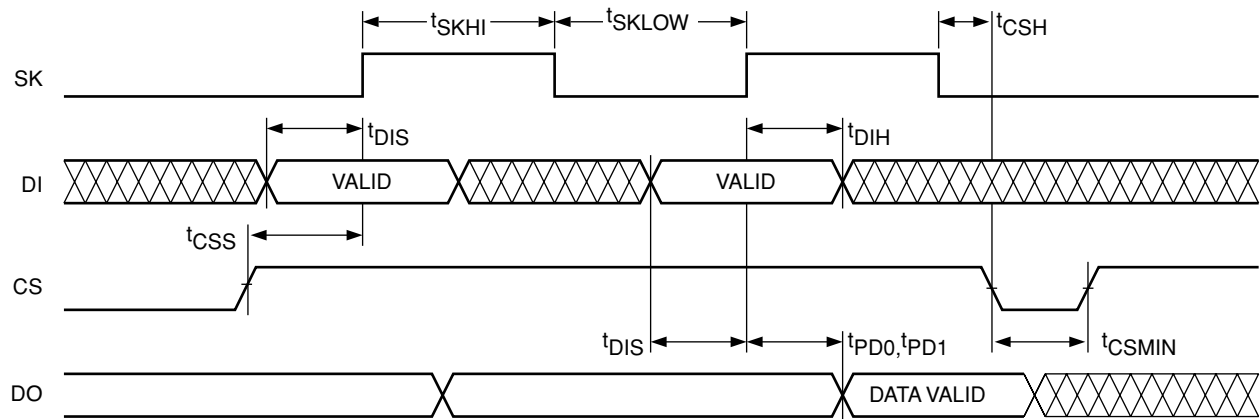 tSKHI tSKLOW tCSH
SK
tDIS tDIH
DI VALID VALID
tCSS
CS
tDIS tPD0,tPD1 tCSMIN
DO DATA VALID